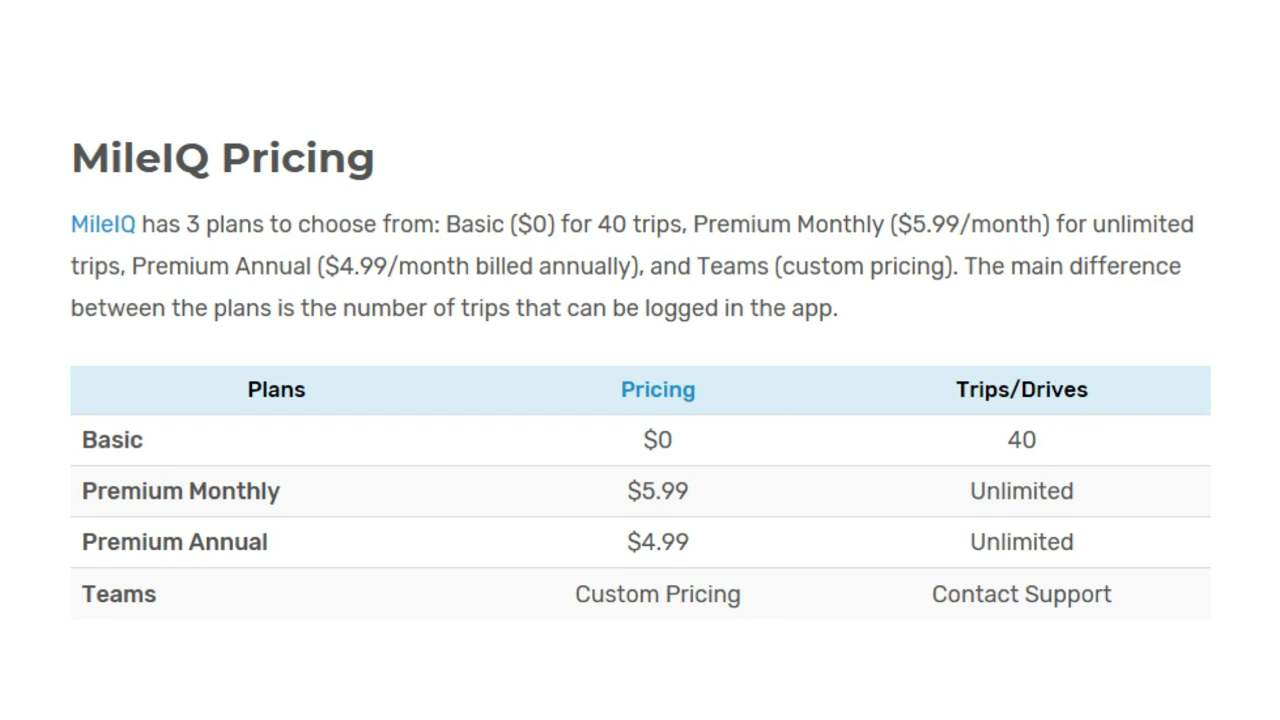 MileIQ Pricing
MileIQ has 3 plans to choose from: Basic ($0) for 40 trips, Premium Monthly ($5.99/month) for unlimited
trips, Premium Annual ($4.99/month billed annually), and Teams (custom pricing). The main difference
between the plans is the number of trips that can be logged in the app.
Plans Pricing Trips/Drives
Basic $0 40
Premium Monthly $5.99 Unlimited
Premium Annual $4.99 Unlimited
Teams Custom Pricing Contact Support